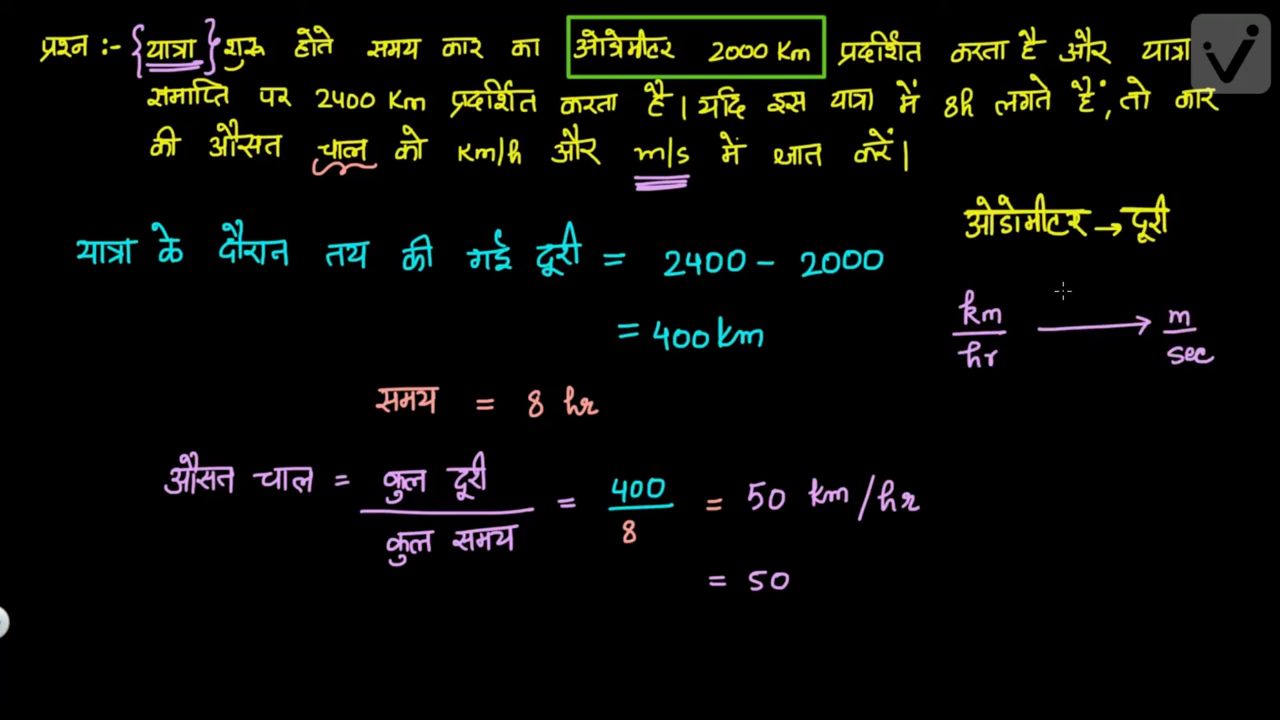 प्रश्न :- {यात्रा} शुरू होते समय कार का ओत्रेमीटर 2000 Km प्रदर्शित करता है और यात्रा
समाप्ति पर 2400 Km प्रदर्शित करता है। यदि इस यात्रा में 8h लगते हैं, तो कार
की औसत चाल को Km/h और m/s में ज्ञात करें।
ओडोमीटर → दूरी
यात्रा के दौरान तय की गई दूरी = 2400 - 2000
= 400 km
km/hr → m/sec
समय = 8 hr
औसत चाल = कुल दूरी/कुल समय = 400/8 = 50 km/hr
= 50